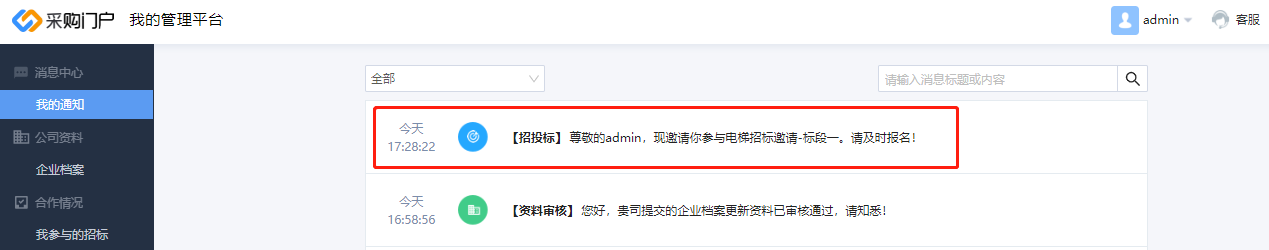 采购门户 我的管理平台 admin 客服
消息中心
我的通知
公司资料
企业档案
合作情况
我参与的招标
全部 请输入消息标题或内容
今天
17:28:22
【招投标】尊敬的admin，现邀请你参与电梯招标邀请-标段一。请及时报名！
今天
16:58:56
【资料审核】您好，贵司提交的企业档案更新资料已审核通过，请知悉！